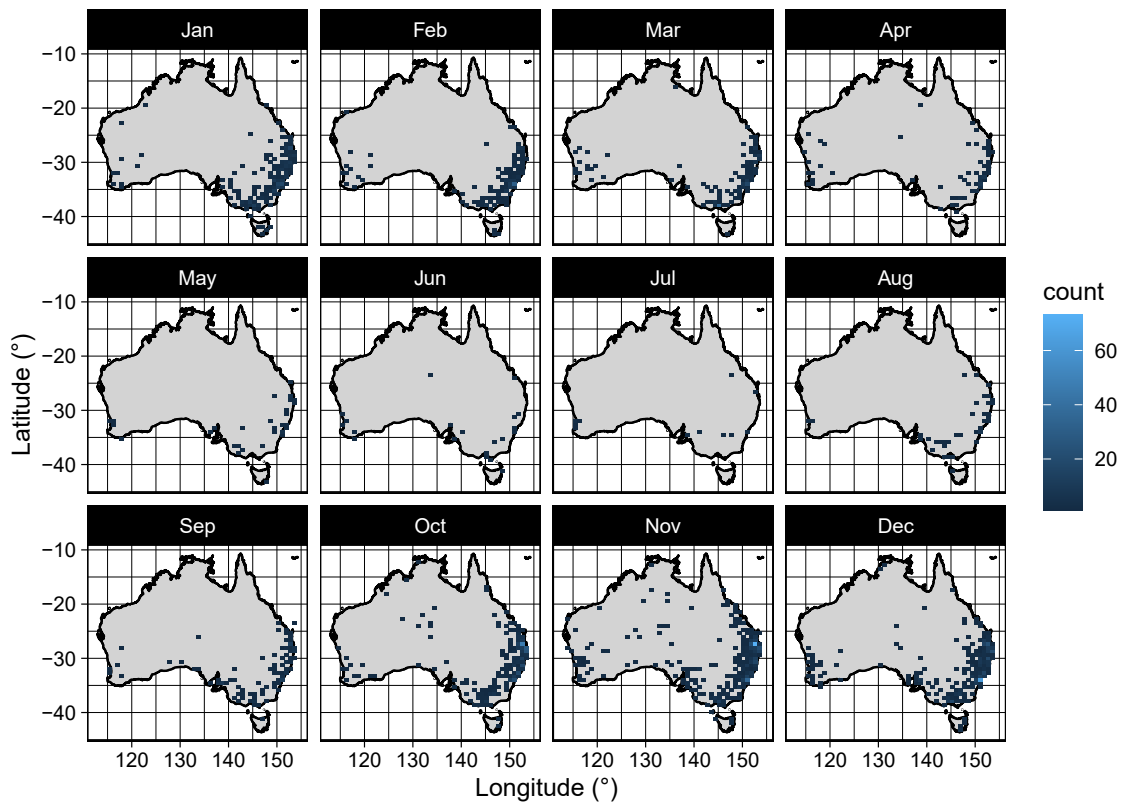 Jan Feb Mar Apr
−10
−20
−30
−40
May Jun Jul Aug
−10
−20
−30
−40
Sep Oct Nov Dec
−10
−20
−30
−40
120 130 140 150 120 130 140 150 120 130 140 150 120 130 140 150
Longitude (°)
Latitude (°)
count
60
40
20